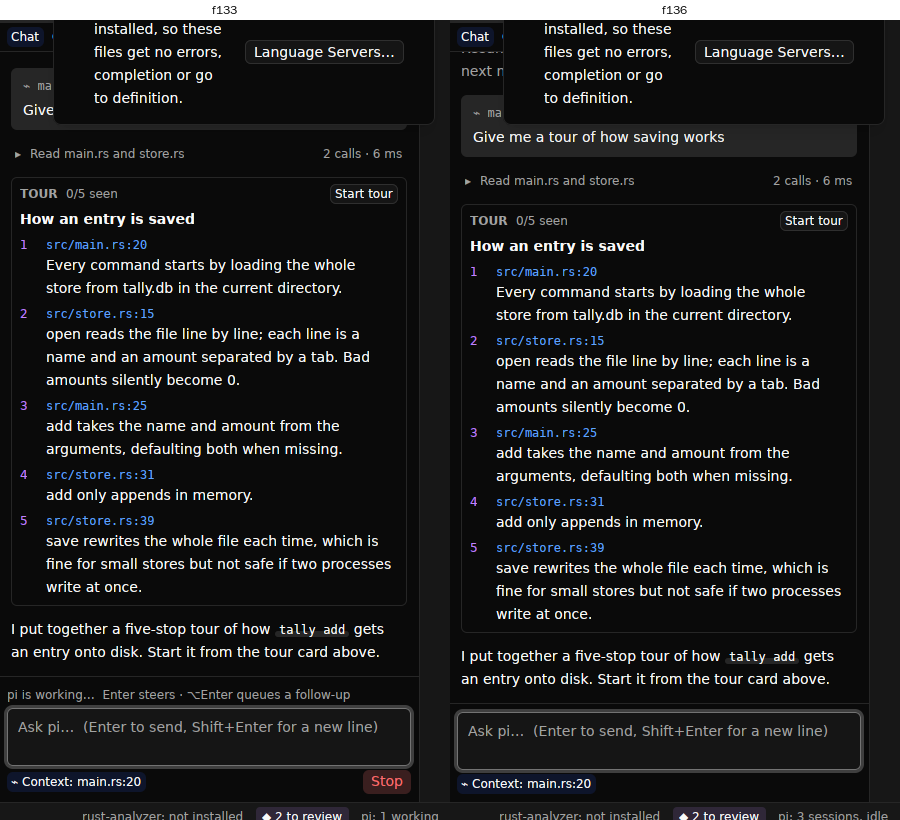 f133
Chat
installed, so these
files get no errors,
completion or go
to definition.
Language Servers...
⌁ ma
Give
▸ Read main.rs and store.rs 2 calls · 6 ms
TOUR 0/5 seen Start tour
How an entry is saved
1 src/main.rs:20
Every command starts by loading the whole
store from tally.db in the current directory.
2 src/store.rs:15
open reads the file line by line; each line is a
name and an amount separated by a tab. Bad
amounts silently become 0.
3 src/main.rs:25
add takes the name and amount from the
arguments, defaulting both when missing.
4 src/store.rs:31
add only appends in memory.
5 src/store.rs:39
save rewrites the whole file each time, which is
fine for small stores but not safe if two processes
write at once.
I put together a five-stop tour of how tally add gets
an entry onto disk. Start it from the tour card above.
pi is working... Enter steers · ⌥Enter queues a follow-up
Ask pi... (Enter to send, Shift+Enter for a new line)
⌁ Context: main.rs:20 Stop
rust-analyzer: not installed ◆ 2 to review pi: 1 working
f136
Chat
installed, so these
files get no errors,
completion or go
to definition.
Language Servers...
next
⌁ ma
Give me a tour of how saving works
▸ Read main.rs and store.rs 2 calls · 6 ms
TOUR 0/5 seen Start tour
How an entry is saved
1 src/main.rs:20
Every command starts by loading the whole
store from tally.db in the current directory.
2 src/store.rs:15
open reads the file line by line; each line is a
name and an amount separated by a tab. Bad
amounts silently become 0.
3 src/main.rs:25
add takes the name and amount from the
arguments, defaulting both when missing.
4 src/store.rs:31
add only appends in memory.
5 src/store.rs:39
save rewrites the whole file each time, which is
fine for small stores but not safe if two processes
write at once.
I put together a five-stop tour of how tally add gets
an entry onto disk. Start it from the tour card above.
Ask pi... (Enter to send, Shift+Enter for a new line)
⌁ Context: main.rs:20
rust-analyzer: not installed ◆ 2 to review pi: 3 sessions, idle